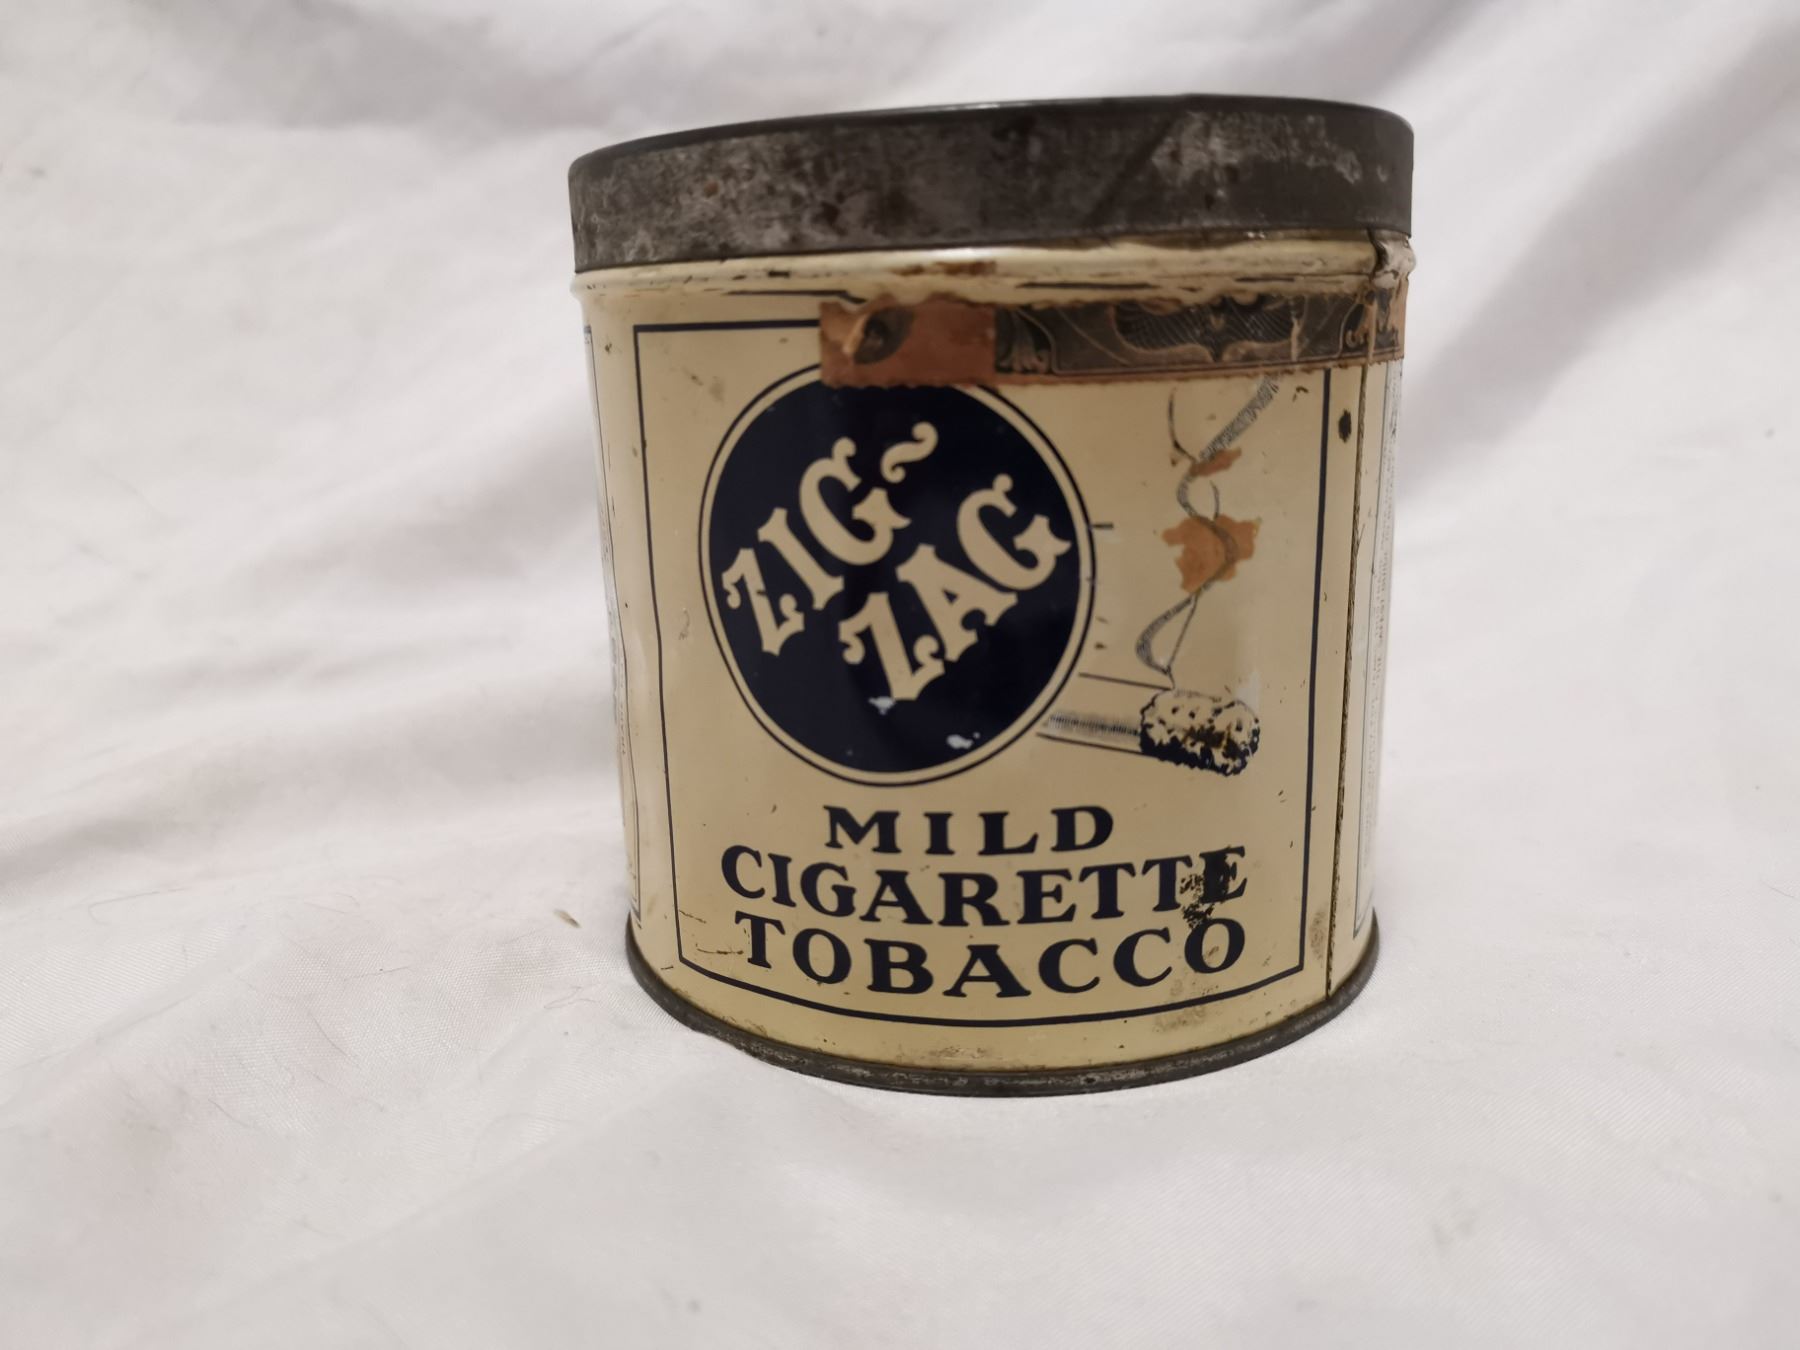 ZIG-
ZAG
MILD
CIGARETTE
TOBACCO